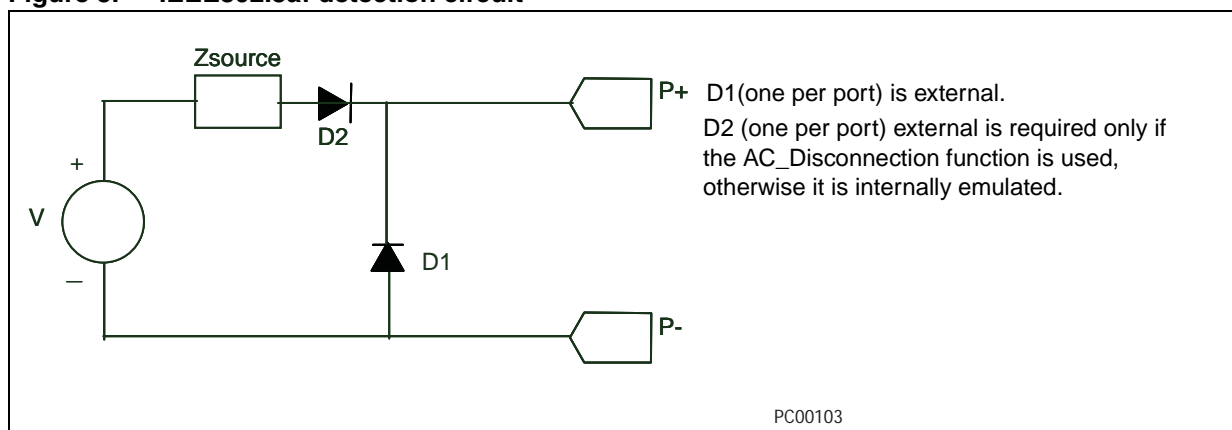 Zsource
D2
+
V
—
D1
P+
D1(one per port) is external.
D2 (one per port) external is required only if
the AC_Disconnection function is used,
otherwise it is internally emulated.
P-
PC00103